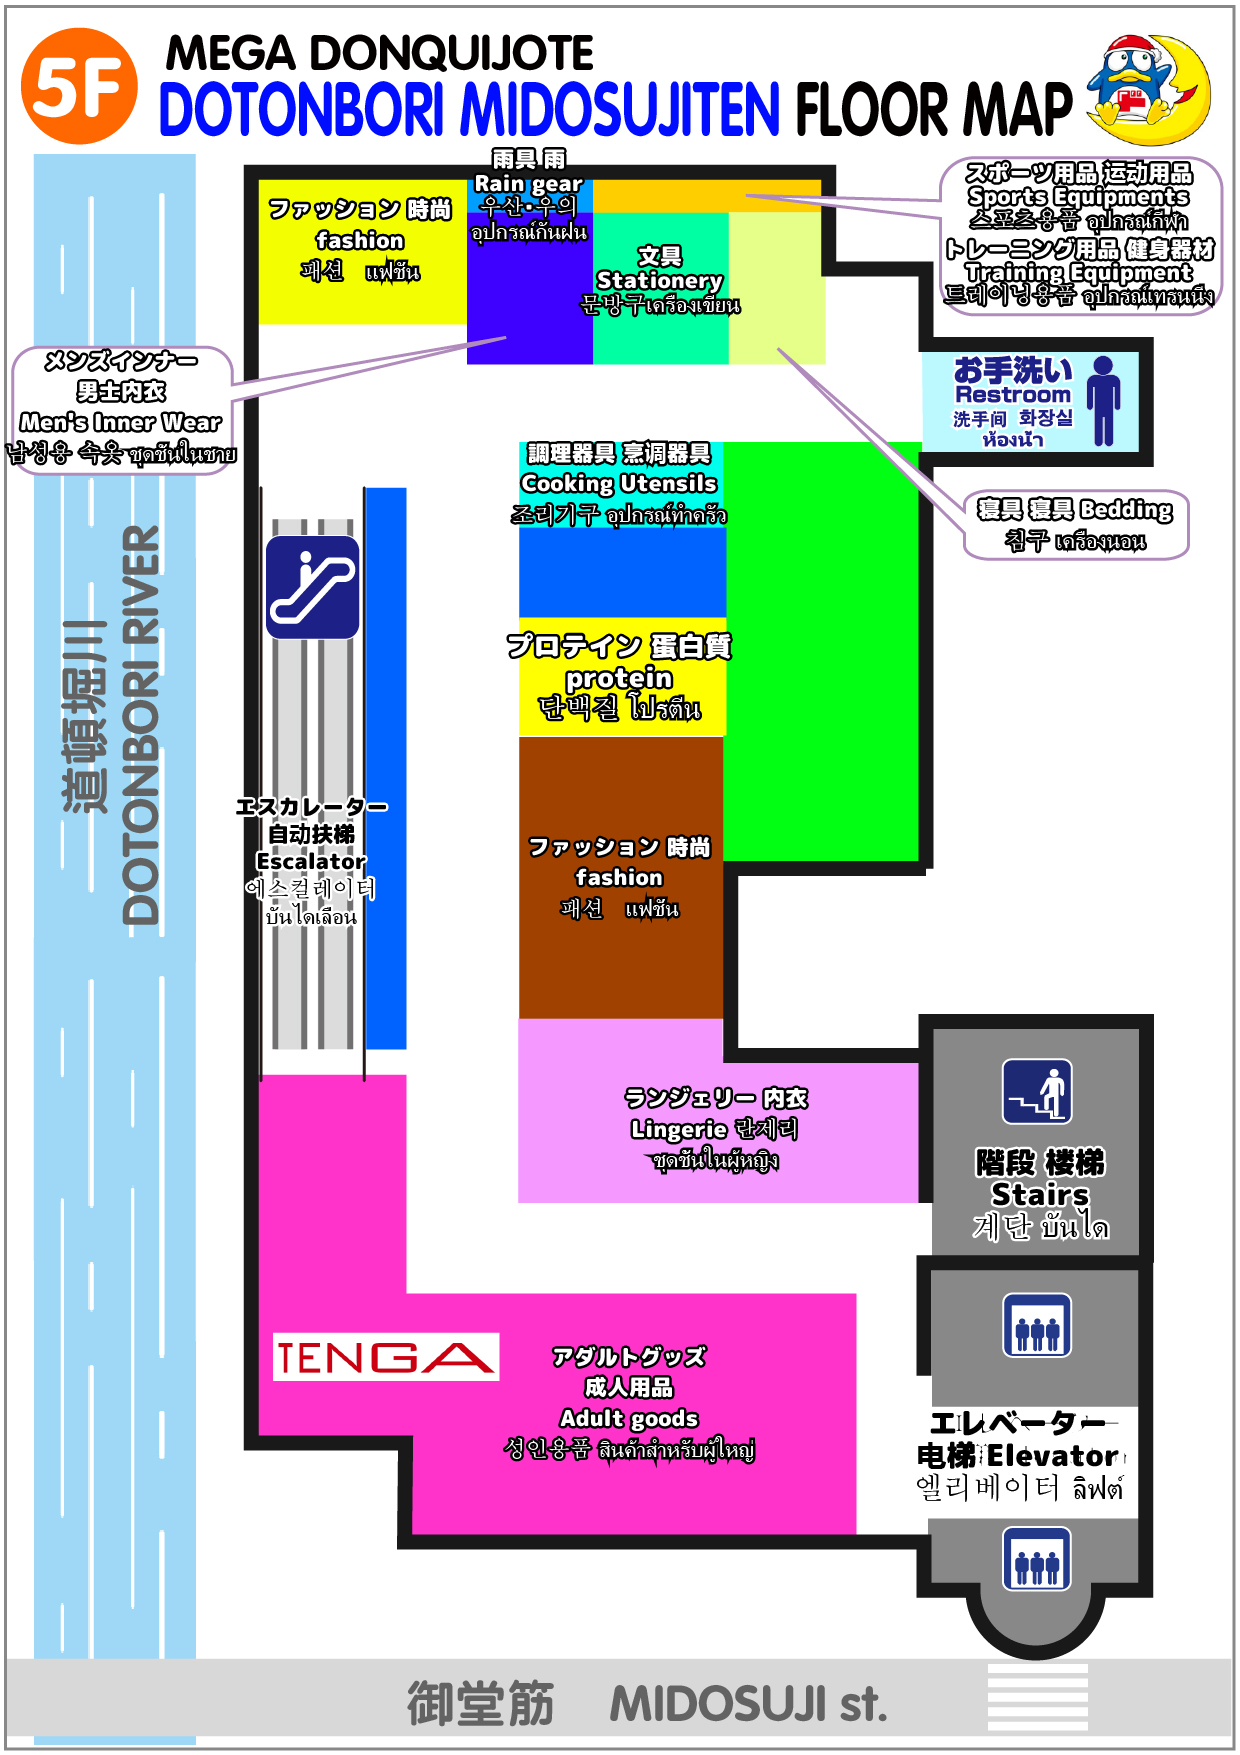 5F
MEGA DONQUIJOTE
DOTONBORI MIDOSUJITEN FLOOR MAP
雨具 雨
Rain gear
우산・우의
อุปกรณ์กันฝน
ファッション 時尚
fashion
패션 แฟชั่น
スポーツ用品 运动用品
Sports Equipments
스포츠용품 อุปกรณ์กีฬา
トレーニング用品 健身器材
Training Equipment
트레이닝용품 อุปกรณ์เทรนนิ่ง
文具
Stationery
문방구เครื่องเขียน
メンズインナー
男士内衣
Men's Inner Wear
남성용 속옷 ชุดชั้นในชาย
お手洗い
Restroom
洗手间 화장실
ห้องน้ำ
調理器具 烹调器具
Cooking Utensils
조리기구 อุปกรณ์ทำครัว
寝具 寝具 Bedding
침구 เครื่องนอน
プロテイン 蛋白質
protein
단백질 โปรตีน
道頓堀川
DOTONBORI RIVER
エスカレーター
自动扶梯
Escalator
에스컬레이터
บันไดเลื่อน
ファッション 時尚
fashion
패션 แฟชั่น
ランジェリー 内衣
Lingerie 란제리
ชุดชั้นในผู้หญิง
階段 楼梯
Stairs
계단 บันได
TENGA
アダルトグッズ
成人用品
Adult goods
성인용품 สินค้าสำหรับผู้ใหญ่
エレベーター
电梯 Elevator
엘리베이터 ลิฟต์
御堂筋 MIDOSUJI st.